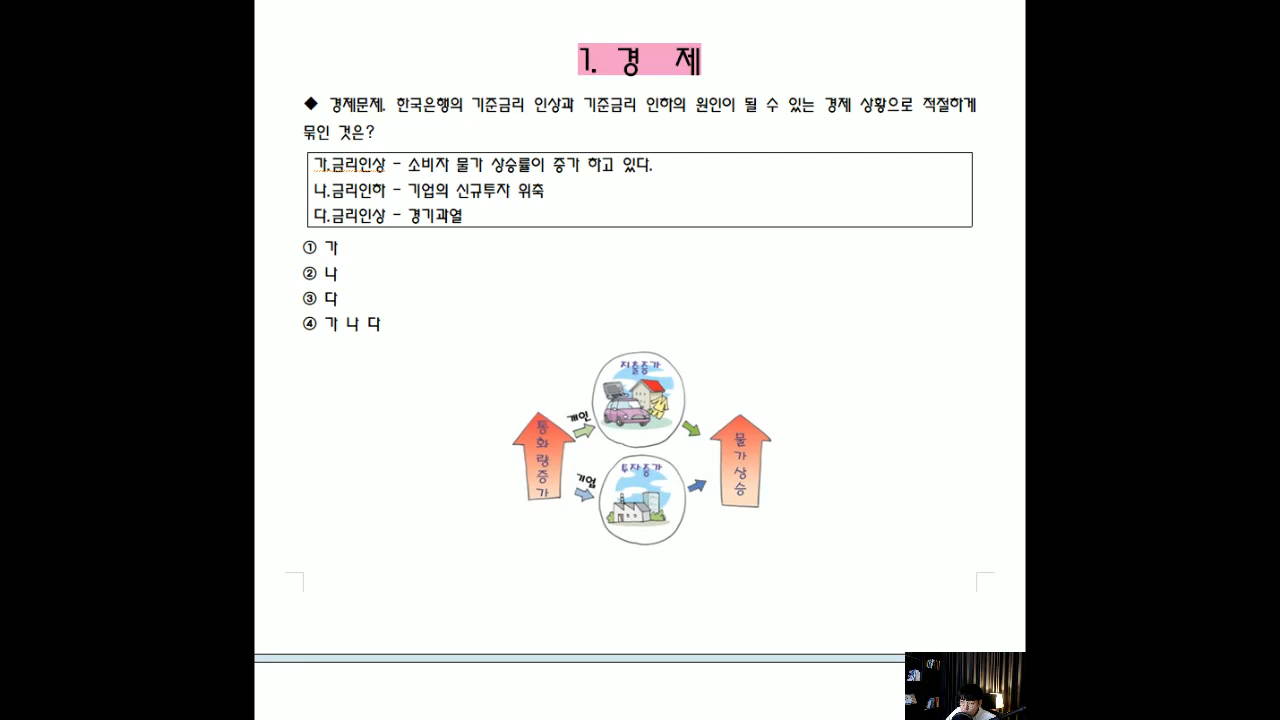 1. 경 제
◆ 경제문제. 한국은행의 기준금리 인상과 기준금리 인하의 원인이 될 수 있는 경제 상황으로 적절하게
묶인 것은?
가.금리인상 - 소비자 물가 상승률이 증가 하고 있다.
나.금리인하 - 기업의 신규투자 위축
다.금리인상 - 경기과열
① 가
② 나
③ 다
④ 가 나 다
지출증가
개인
통화량증가
물가상승
투자증가
기업